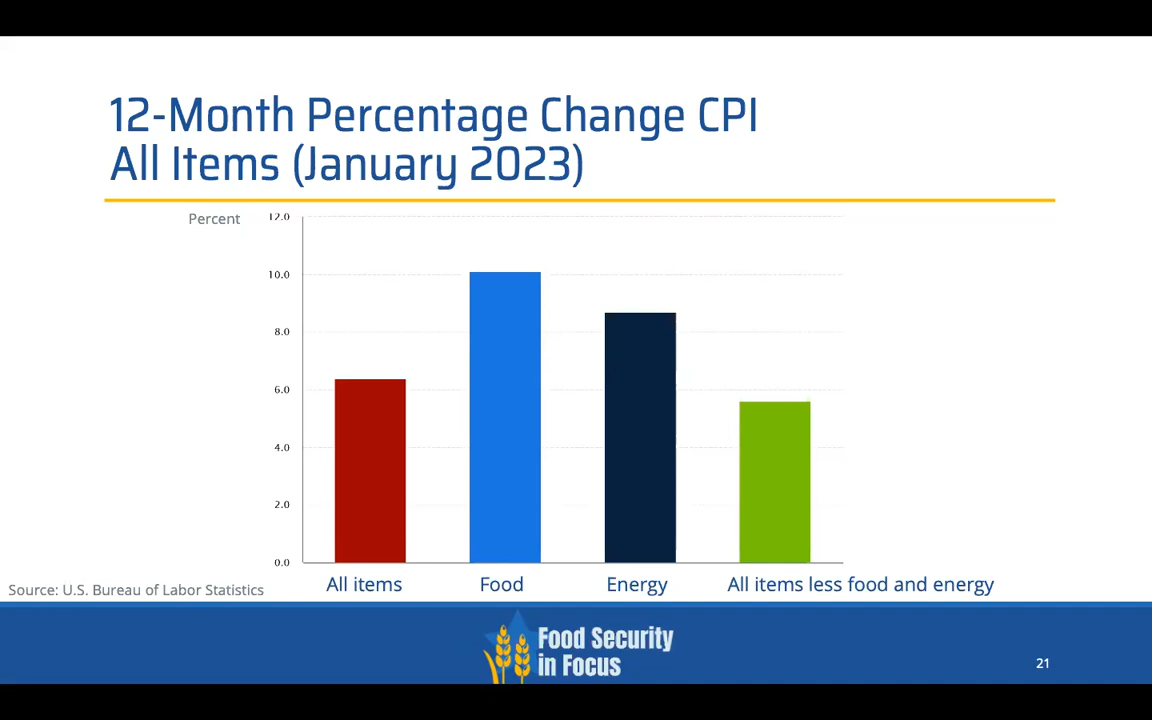 12-Month Percentage Change CPI
All Items (January 2023)
Percent
12.0
10.0
8.0
6.0
4.0
2.0
0.0
All items
Food
Energy
All items less food and energy
Source: U.S. Bureau of Labor Statistics
Food Security
in Focus
21